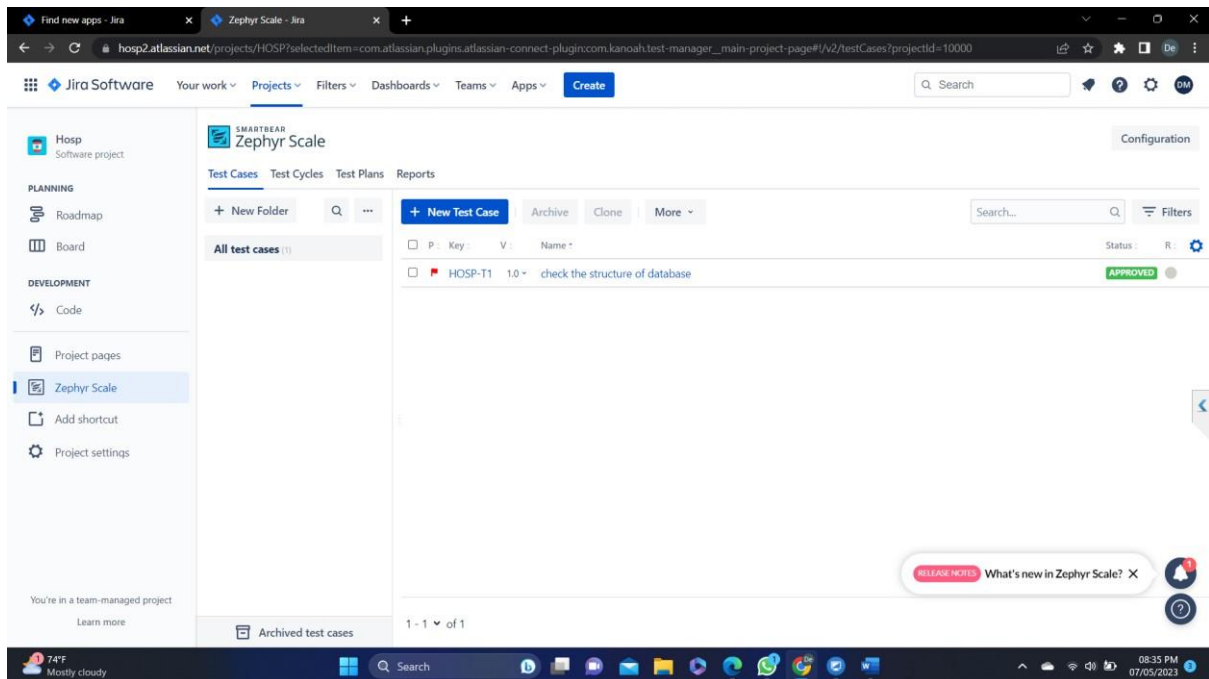 Find new apps - Jira
Zephyr Scale - Jira
hosp2.atlassian.net/projects/HOSP?selectedItem=com.atlassian.plugins.atlassian-connect-plugin:com.kanoah.test-manager__main-project-page#!/v2/testCases?projectId=10000
De
Jira Software Your work Projects Filters Dashboards Teams Apps Create Search DM
Hosp
Software project
PLANNING
Roadmap
Board
DEVELOPMENT
Code
Project pages
Zephyr Scale
Add shortcut
Project settings
You're in a team-managed project
Learn more
SMARTBEAR
Zephyr Scale
Configuration
Test Cases Test Cycles Test Plans Reports
+ New Folder ...
All test cases (1)
Archived test cases
+ New Test Case Archive Clone More Search... Filters
P Key V Name Status R
HOSP-T1 1.0 check the structure of database APPROVED
RELEASE NOTES What's new in Zephyr Scale? 1
1 - 1 of 1
1 74°F
Mostly cloudy
Search
08:35 PM
07/05/2023